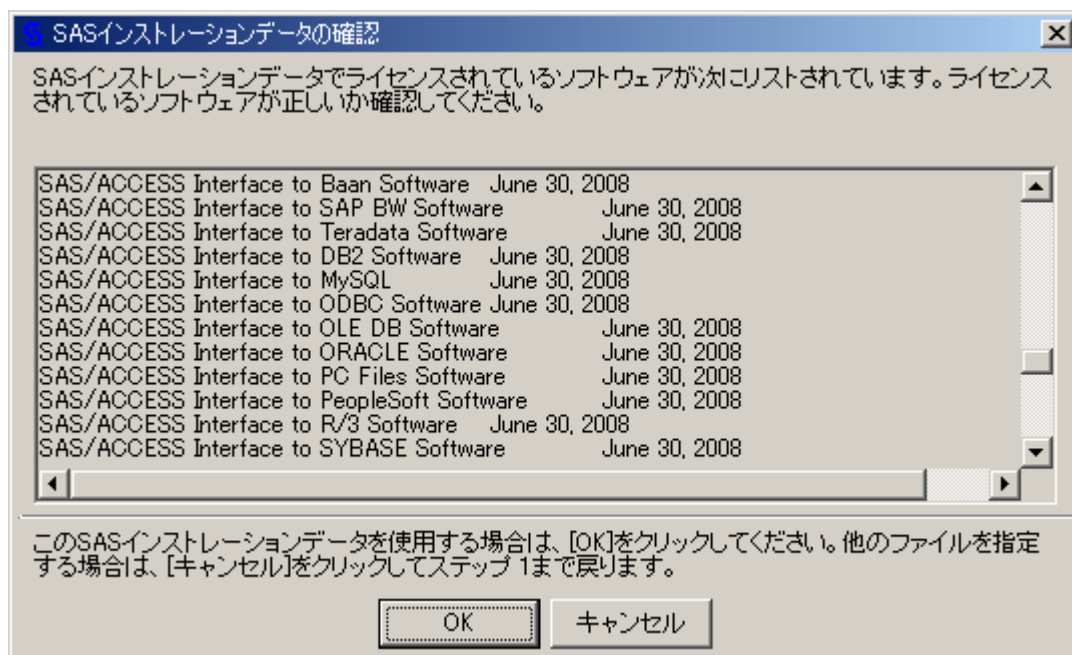 SASインストレーションデータの確認
SASインストレーションデータでライセンスされているソフトウェアが次にリストされています。ライセンス
されているソフトウェアが正しいか確認してください。
SAS/ACCESS Interface to Baan Software June 30, 2008
SAS/ACCESS Interface to SAP BW Software June 30, 2008
SAS/ACCESS Interface to Teradata Software June 30, 2008
SAS/ACCESS Interface to DB2 Software June 30, 2008
SAS/ACCESS Interface to MySQL June 30, 2008
SAS/ACCESS Interface to ODBC Software June 30, 2008
SAS/ACCESS Interface to OLE DB Software June 30, 2008
SAS/ACCESS Interface to ORACLE Software June 30, 2008
SAS/ACCESS Interface to PC Files Software June 30, 2008
SAS/ACCESS Interface to PeopleSoft Software June 30, 2008
SAS/ACCESS Interface to R/3 Software June 30, 2008
SAS/ACCESS Interface to SYBASE Software June 30, 2008
このSASインストレーションデータを使用する場合は、[OK]をクリックしてください。他のファイルを指定
する場合は、[キャンセル]をクリックしてステップ 1まで戻ります。
OK
キャンセル